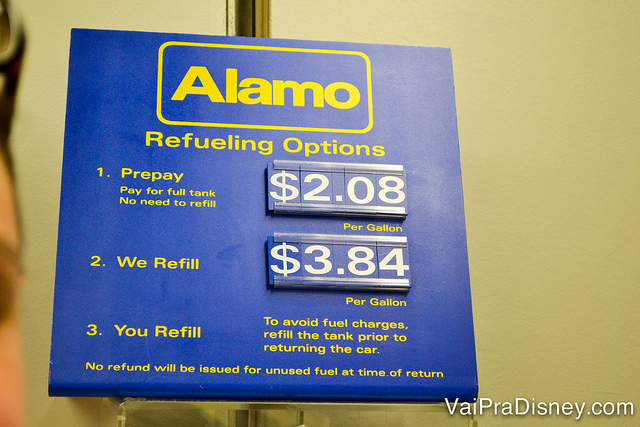 Alamo
Refueling Options
1. Prepay
Pay for full tank
No need to refill
$2.08
Per Gallon
2. We Refill
$3.84
Per Gallon
3. You Refill
To avoid fuel charges,
refill the tank prior to
returning the car.
No refund will be issued for unused fuel at time of return
VaiPraDisney.com